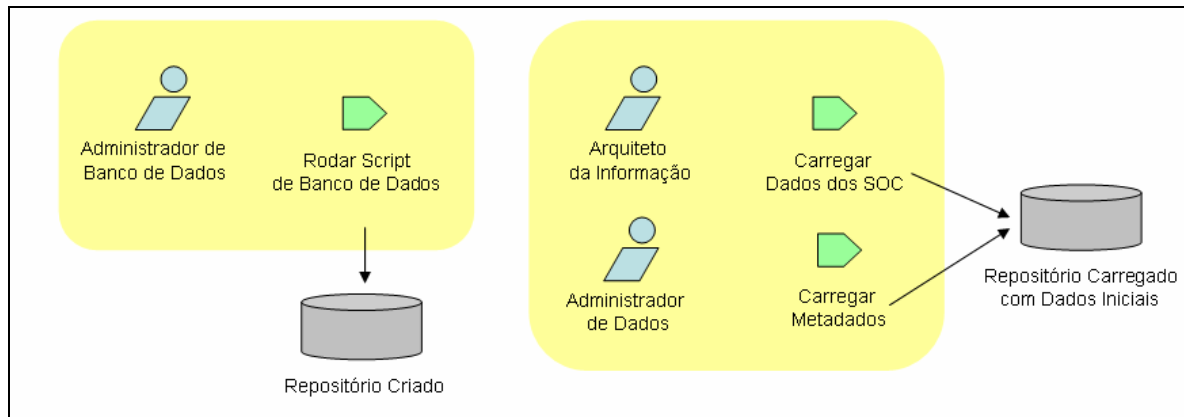 Administrador de
Banco de Dados
Rodar Script
de Banco de Dados
Repositório Criado
Arquiteto
da Informação
Carregar
Dados dos SOC
Administrador
de Dados
Carregar
Metadados
Repositório Carregado
com Dados Iniciais